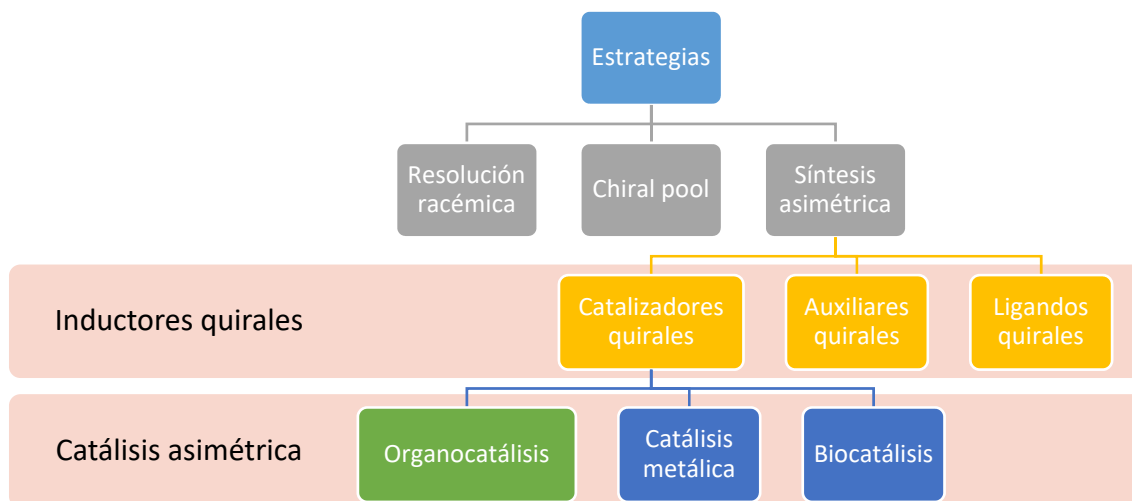 Estrategias
Resolución
racémica
Chiral pool
Síntesis
asimétrica
Inductores quirales
Catalizadores
quirales
Auxiliares
quirales
Ligandos
quirales
Catálisis asimétrica
Organocatálisis
Catálisis
metálica
Biocatálisis